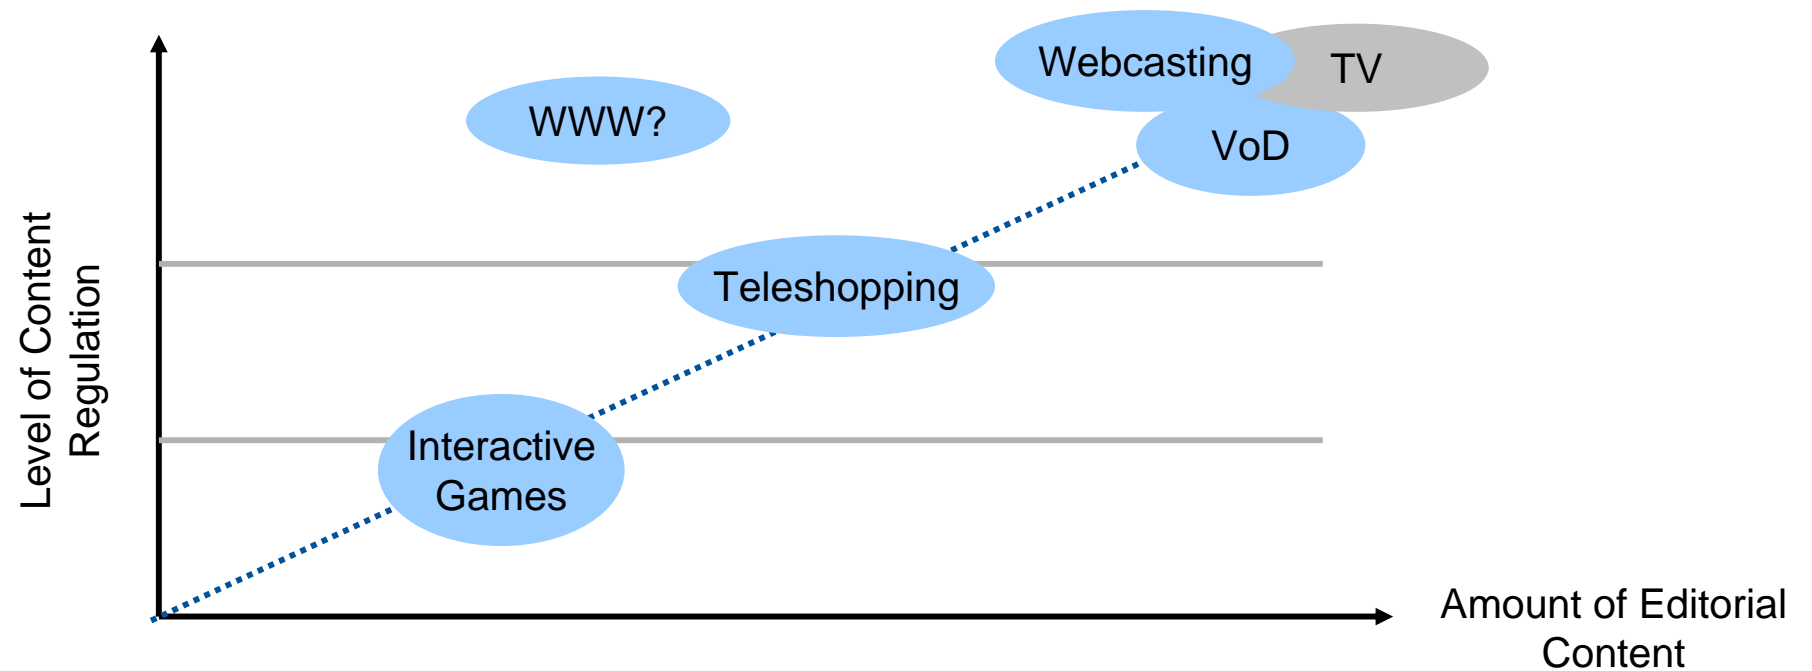 Webcasting
TV
WWW?
VoD
Level of Content
Regulation
Teleshopping
Interactive
Games
Amount of Editorial
Content